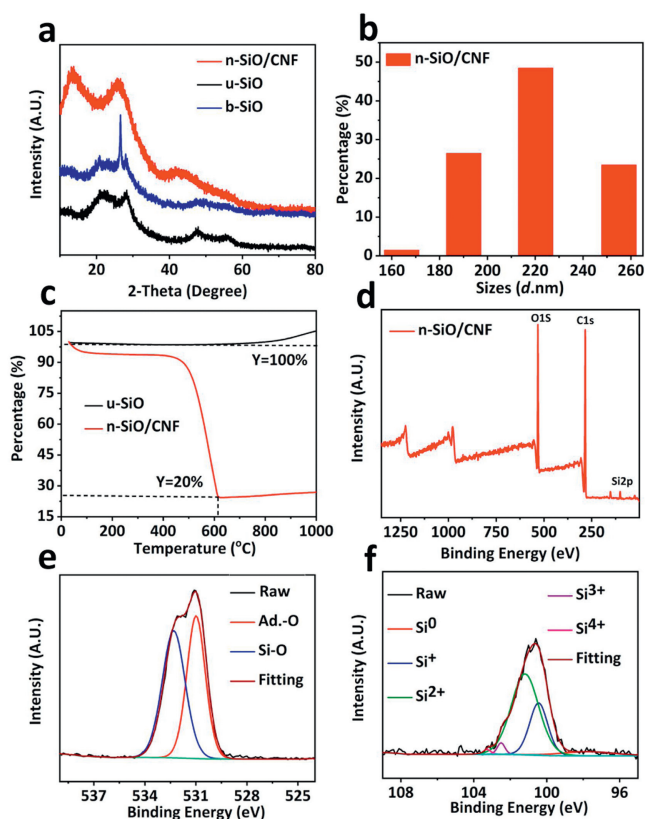 a
n-SiO/CNF
u-SiO
b-SiO
Intensity (A.U.)
20 40 60 80
2-Theta (Degree)
b
n-SiO/CNF
Percentage (%)
50
40
30
20
10
0
160 180 200 220 240 260
Sizes (d.nm)
c
105
90
75
60
45
30
15
Percentage (%)
Y=100%
u-SiO
n-SiO/CNF
Y=20%
0 200 400 600 800 1000
Temperature (°C)
d
n-SiO/CNF
O1S
C1s
Si2p
Intensity (A.U.)
1250 1000 750 500 250 0
Binding Energy (eV)
e
Raw
Ad.-O
Si-O
Fitting
Intensity (A.U.)
537 534 531 528 525
Binding Energy (eV)
f
Raw
Si⁰
Si⁺
Si²⁺
Si³⁺
Si⁴⁺
Fitting
Intensity (A.U.)
108 104 100 96
Binding Energy (eV)